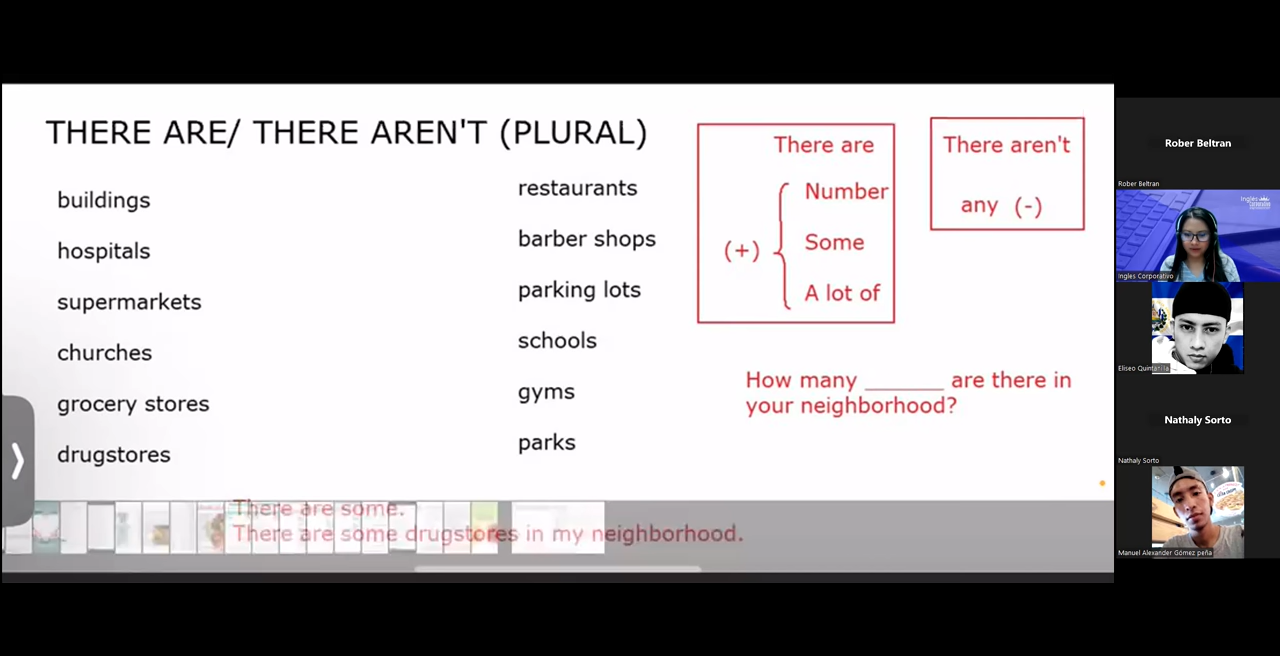 THERE ARE/ THERE AREN'T (PLURAL)
buildings
hospitals
supermarkets
churches
grocery stores
drugstores
restaurants
barber shops
parking lots
schools
gyms
parks
There are
(+)
Number
Some
A lot of
There aren't
any (-)
How many ______ are there in
your neighborhood?
There are some.
There are some drugstores in my neighborhood.
Rober Beltran
Rober Beltran
Ingles
Ingles Corporativo
Eliseo Quintanilla
Nathaly Sorto
Nathaly Sorto
Manuel Alexander Gómez peña